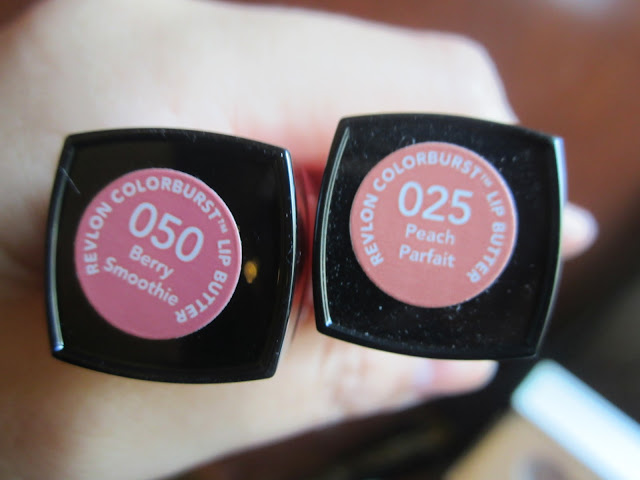 REVLON COLORBURST™ LIP BUTTER
050
Berry
Smoothie
REVLON COLORBURST™ LIP BUTTER
025
Peach
Parfait